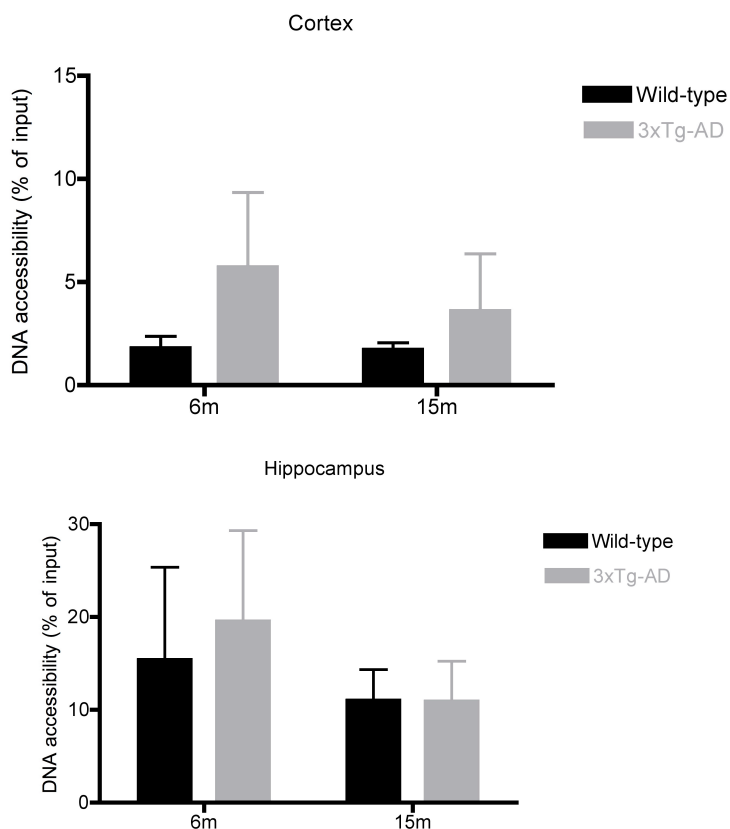 Cortex
15
10
5
0
DNA accessibility (% of input)
6m
15m
Wild-type
3xTg-AD
Hippocampus
30
20
10
0
DNA accessibility (% of input)
6m
15m
Wild-type
3xTg-AD